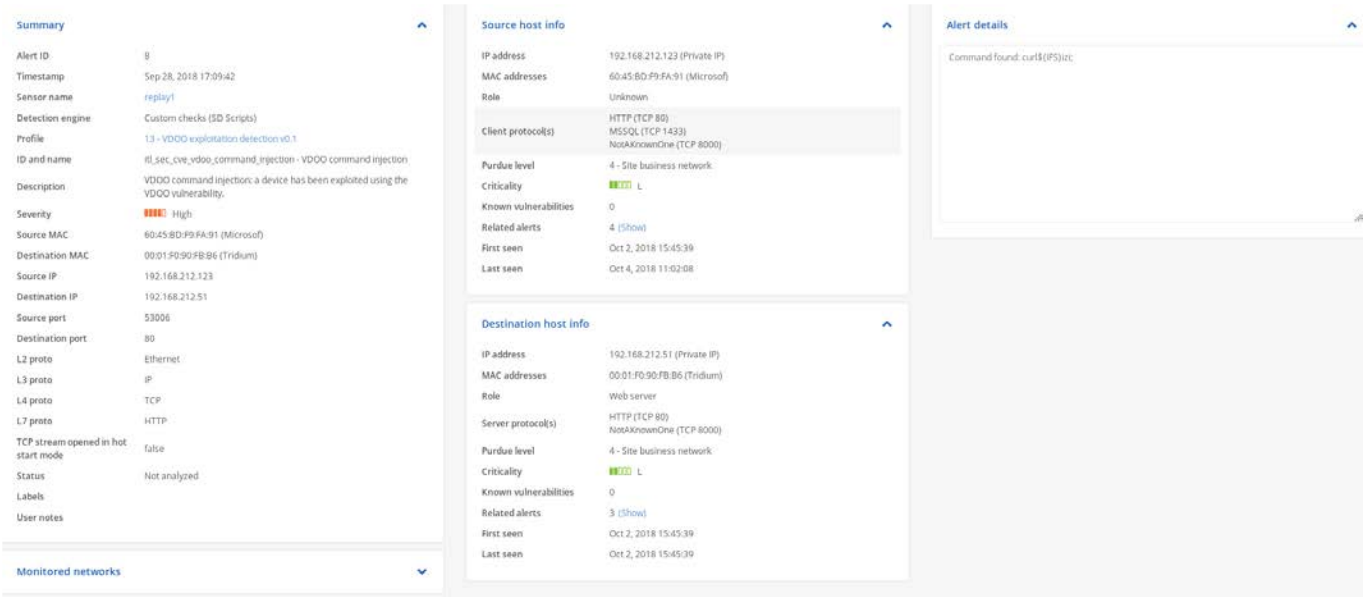 Summary
Alert ID 8
Timestamp Sep 28, 2018 17:09:42
Sensor name replay1
Detection engine Custom checks (SD Scripts)
Profile 13 - VDOO exploitation detection v0.1
ID and name itl_sec_cve_vdoo_command_injection - VDOO command injection
Description VDOO command injection: a device has been exploited using the
VDOO vulnerability.
Severity High
Source MAC 60:45:BD:F9:FA:91 (Microsof)
Destination MAC 00:01:F0:90:FB:B6 (Tridium)
Source IP 192.168.212.123
Destination IP 192.168.212.51
Source port 53006
Destination port 80
L2 proto Ethernet
L3 proto IP
L4 proto TCP
L7 proto HTTP
TCP stream opened in hot
start mode false
Status Not analyzed
Labels
User notes
Monitored networks
Source host info
IP address 192.168.212.123 (Private IP)
MAC addresses 60:45:BD:F9:FA:91 (Microsof)
Role Unknown
Client protocol(s) HTTP (TCP 80)
MSSQL (TCP 1433)
NotAKnownOne (TCP 8000)
Purdue level 4 - Site business network
Criticality L
Known vulnerabilities 0
Related alerts 4 (Show)
First seen Oct 2, 2018 15:45:39
Last seen Oct 4, 2018 11:02:08
Destination host info
IP address 192.168.212.51 (Private IP)
MAC addresses 00:01:F0:90:FB:B6 (Tridium)
Role Web server
Server protocol(s) HTTP (TCP 80)
NotAKnownOne (TCP 8000)
Purdue level 4 - Site business network
Criticality L
Known vulnerabilities 0
Related alerts 3 (Show)
First seen Oct 2, 2018 15:45:39
Last seen Oct 2, 2018 15:45:39
Alert details
Command found: curl$(IFS)izi;